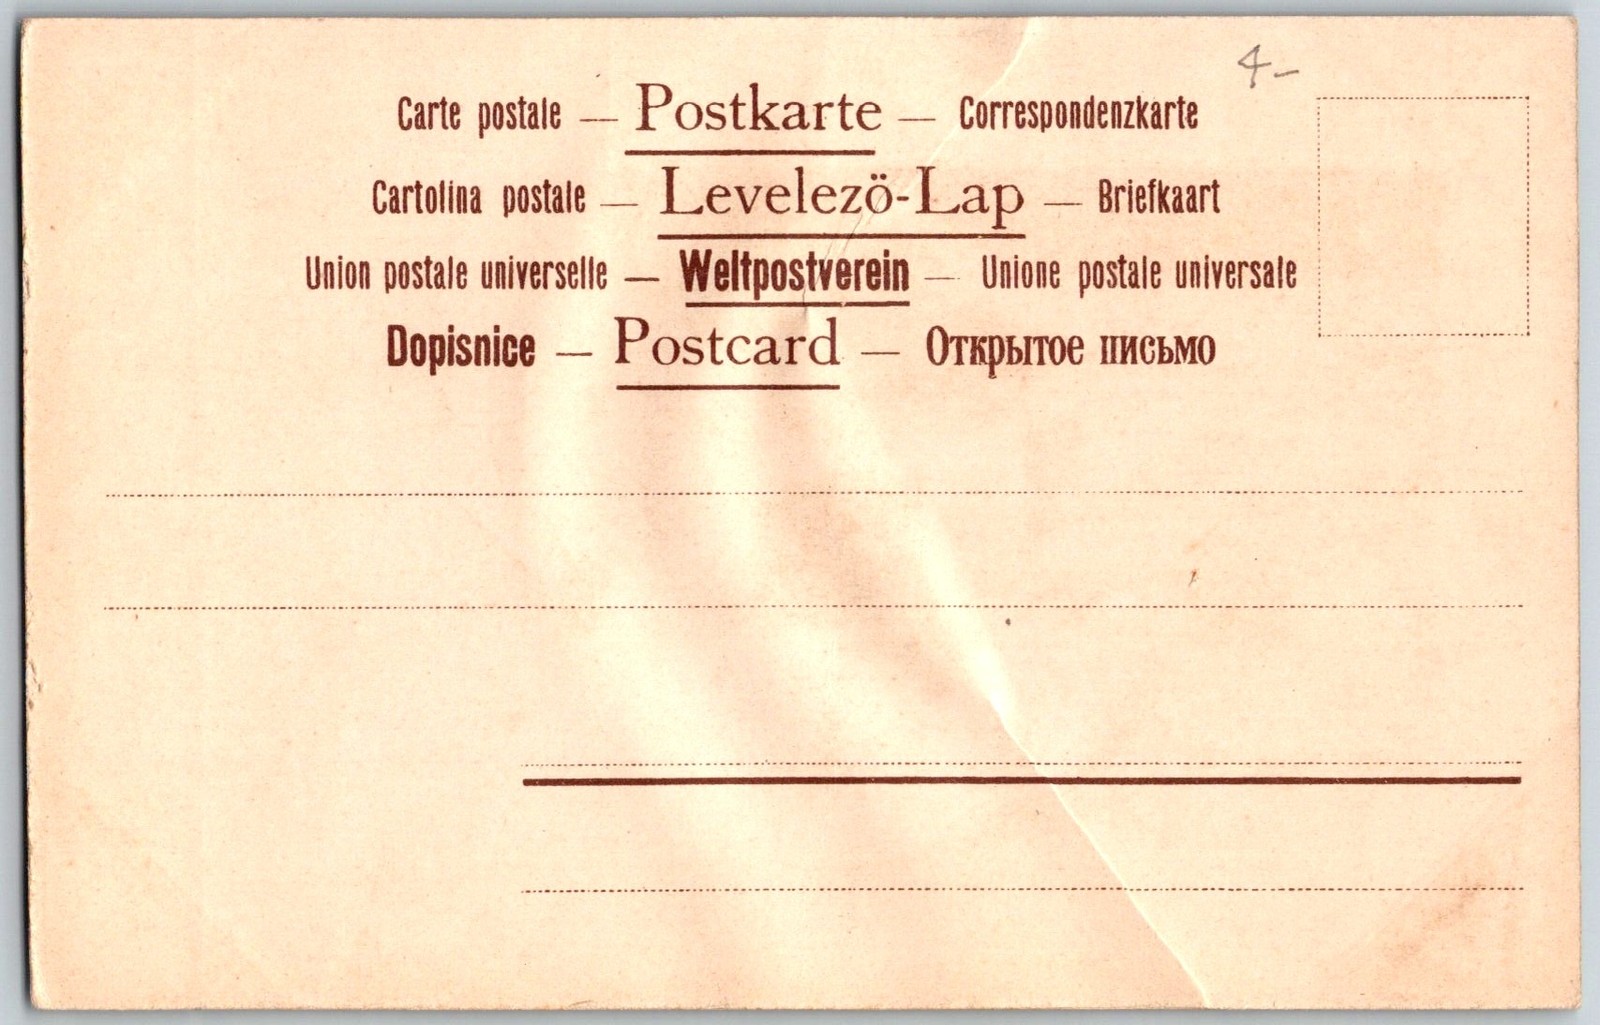 4-
Carte postale — Postkarte — Correspondenzkarte
Cartolina postale — Levelezö-Lap — Briefkaart
Union postale universelle — Weltpostverein — Unione postale universale
Dopisnice — Postcard — Открытое письмо